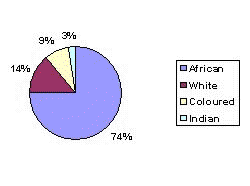 3%
9%
14%
74%
African
White
Coloured
Indian